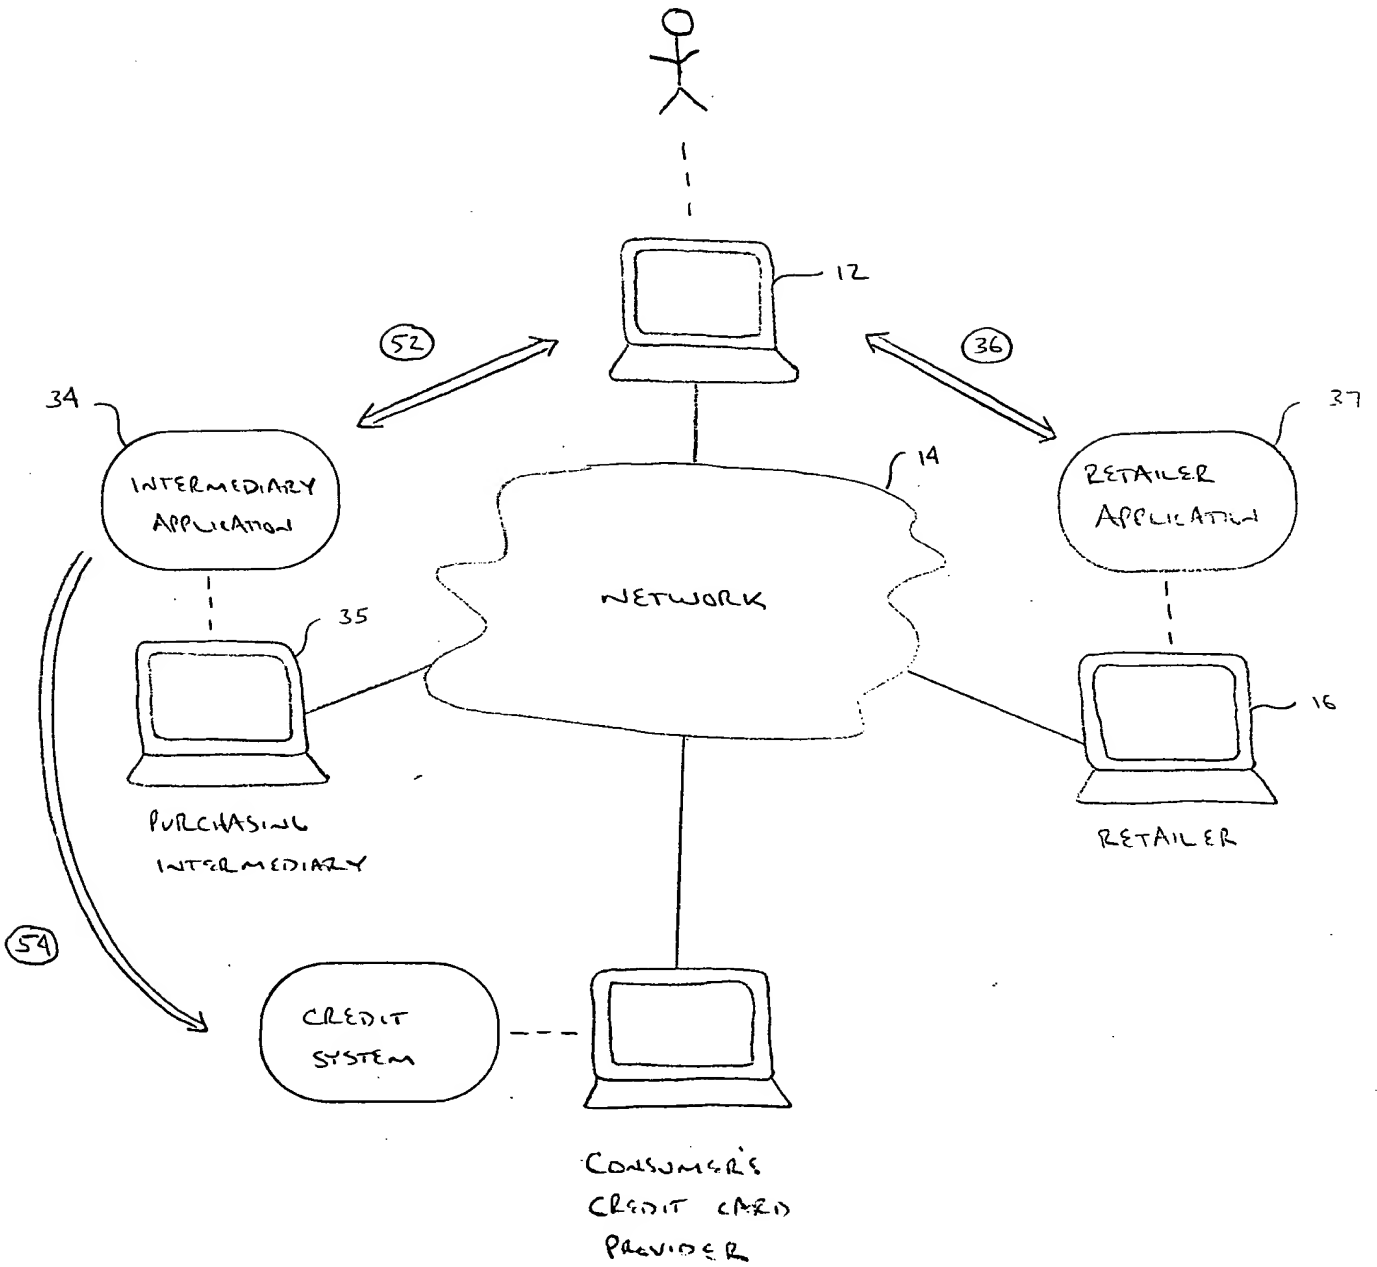 12
52
36
34
37
INTERMEDIARY
APPLICATION
14
RETAILER
APPLICATION
NETWORK
35
16
PURCHASING
INTERMEDIARY
RETAILER
54
CREDIT
SYSTEM
CONSUMER'S
CREDIT CARD
PROVIDER